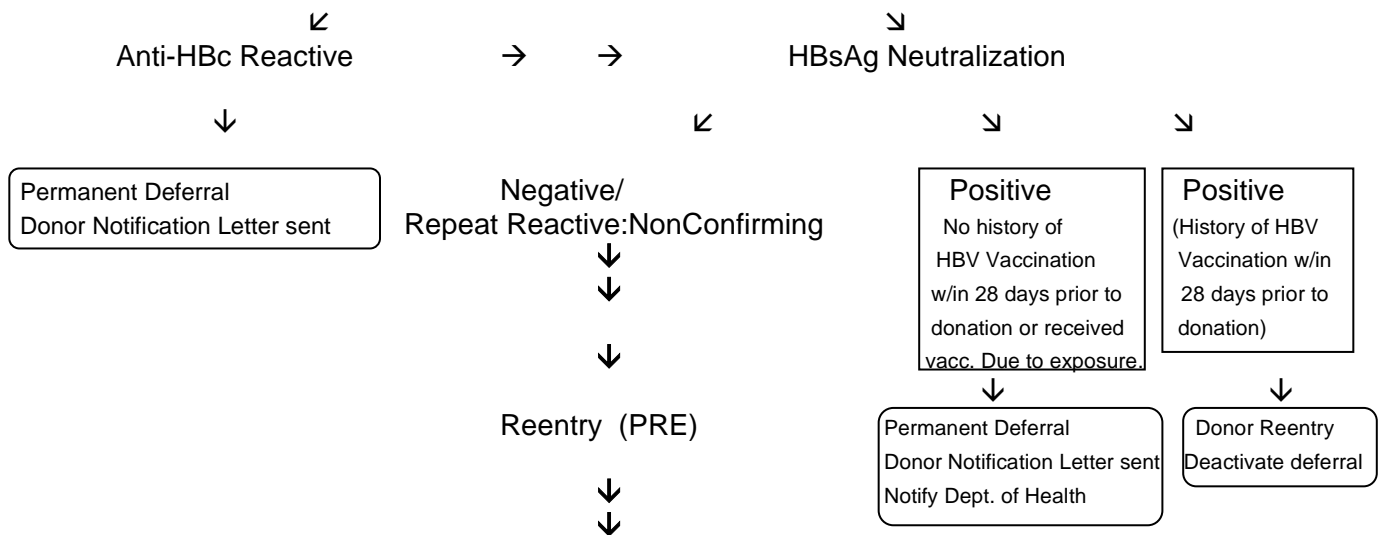 Anti-HBc Reactive → → HBsAg Neutralization
Permanent Deferral
Donor Notification Letter sent
Negative/
Repeat Reactive:NonConfirming
Reentry (PRE)
Positive
No history of
HBV Vaccination
w/in 28 days prior to
donation or received
vacc. Due to exposure.
Positive
(History of HBV
Vaccination w/in
28 days prior to
donation)
Permanent Deferral
Donor Notification Letter sent
Notify Dept. of Health
Donor Reentry
Deactivate deferral